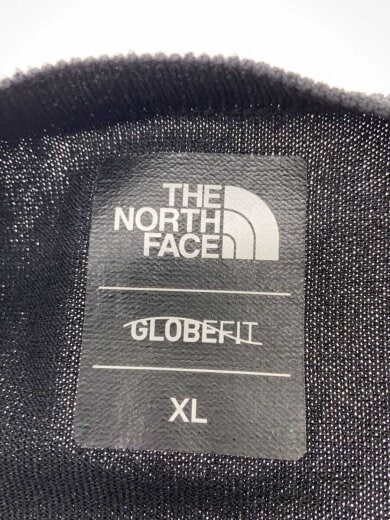 THE
NORTH
FACE
GLOBEFIT
XL